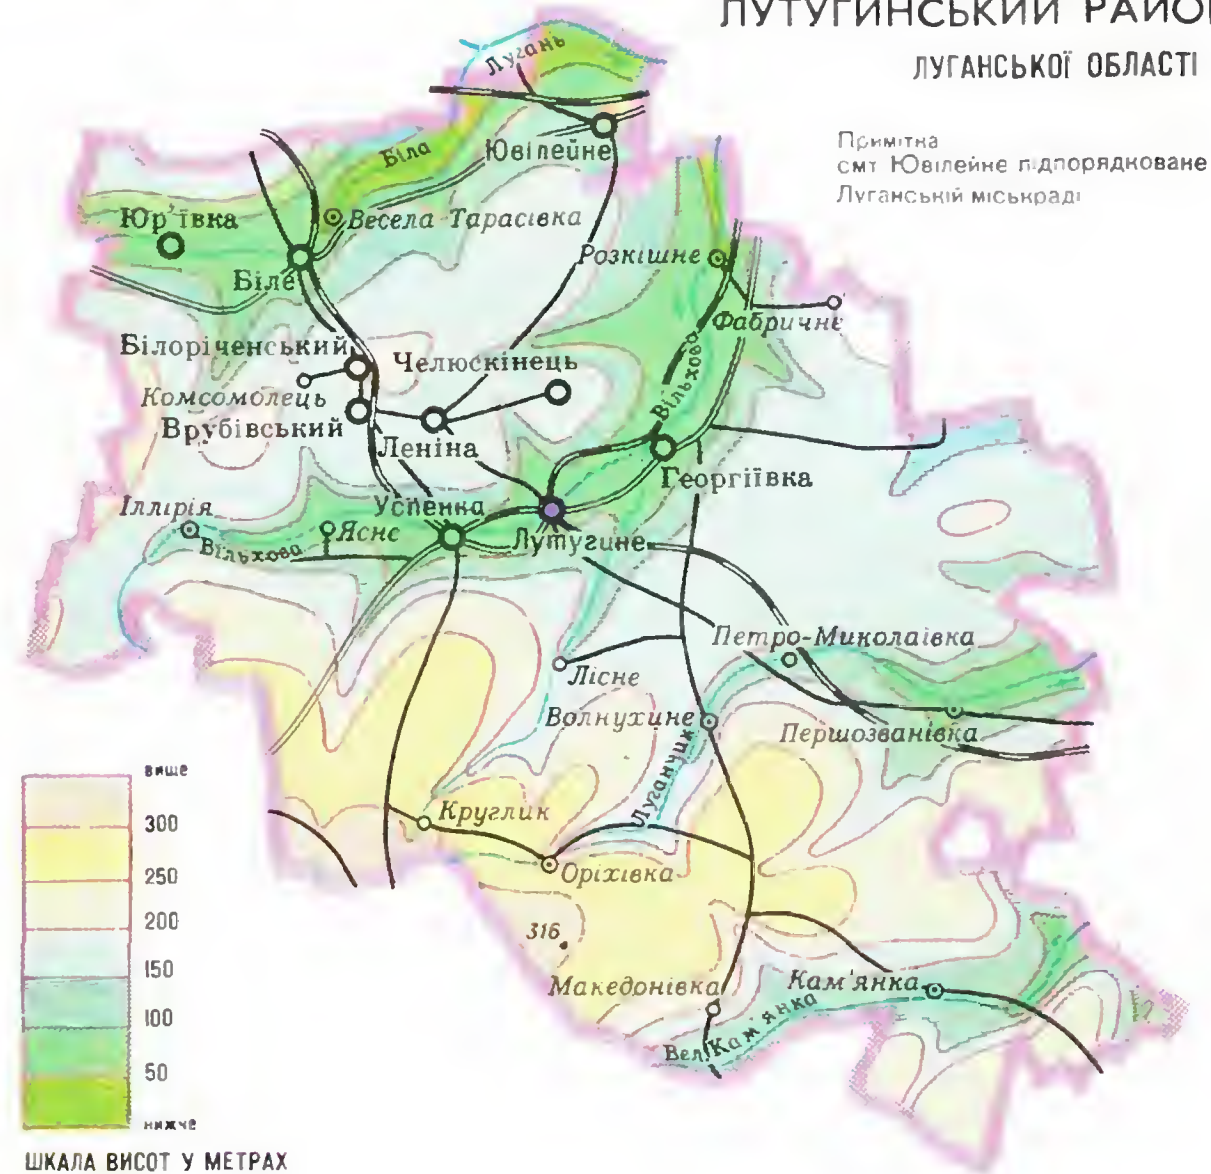 ЛУТУГИНСЬКИЙ РАЙОН
ЛУГАНСЬКОЇ ОБЛАСТІ
Примітка
смт Ювілейне підпорядковане
Луганській міськраді
Лугань
Ювілейне
Біла
Юр'ївка
Весела Тарасівка
Біле
Розкішне
Фабричне
Білоріченський
Челюскінець
Комсомолець
Врубівський
Леніна
Вільхова
Георгіївка
Іллірія
Успенка
Ясне
Вільхова
Лутугине
Петро-Миколаївка
Лісне
Волнухине
Першозванівка
Луганчик
Круглик
Оріхівка
316
Македонівка
Кам'янка
Вел. Кам'янка
вище
300
250
200
150
100
50
нижче
ШКАЛА ВИСОТ У МЕТРАХ